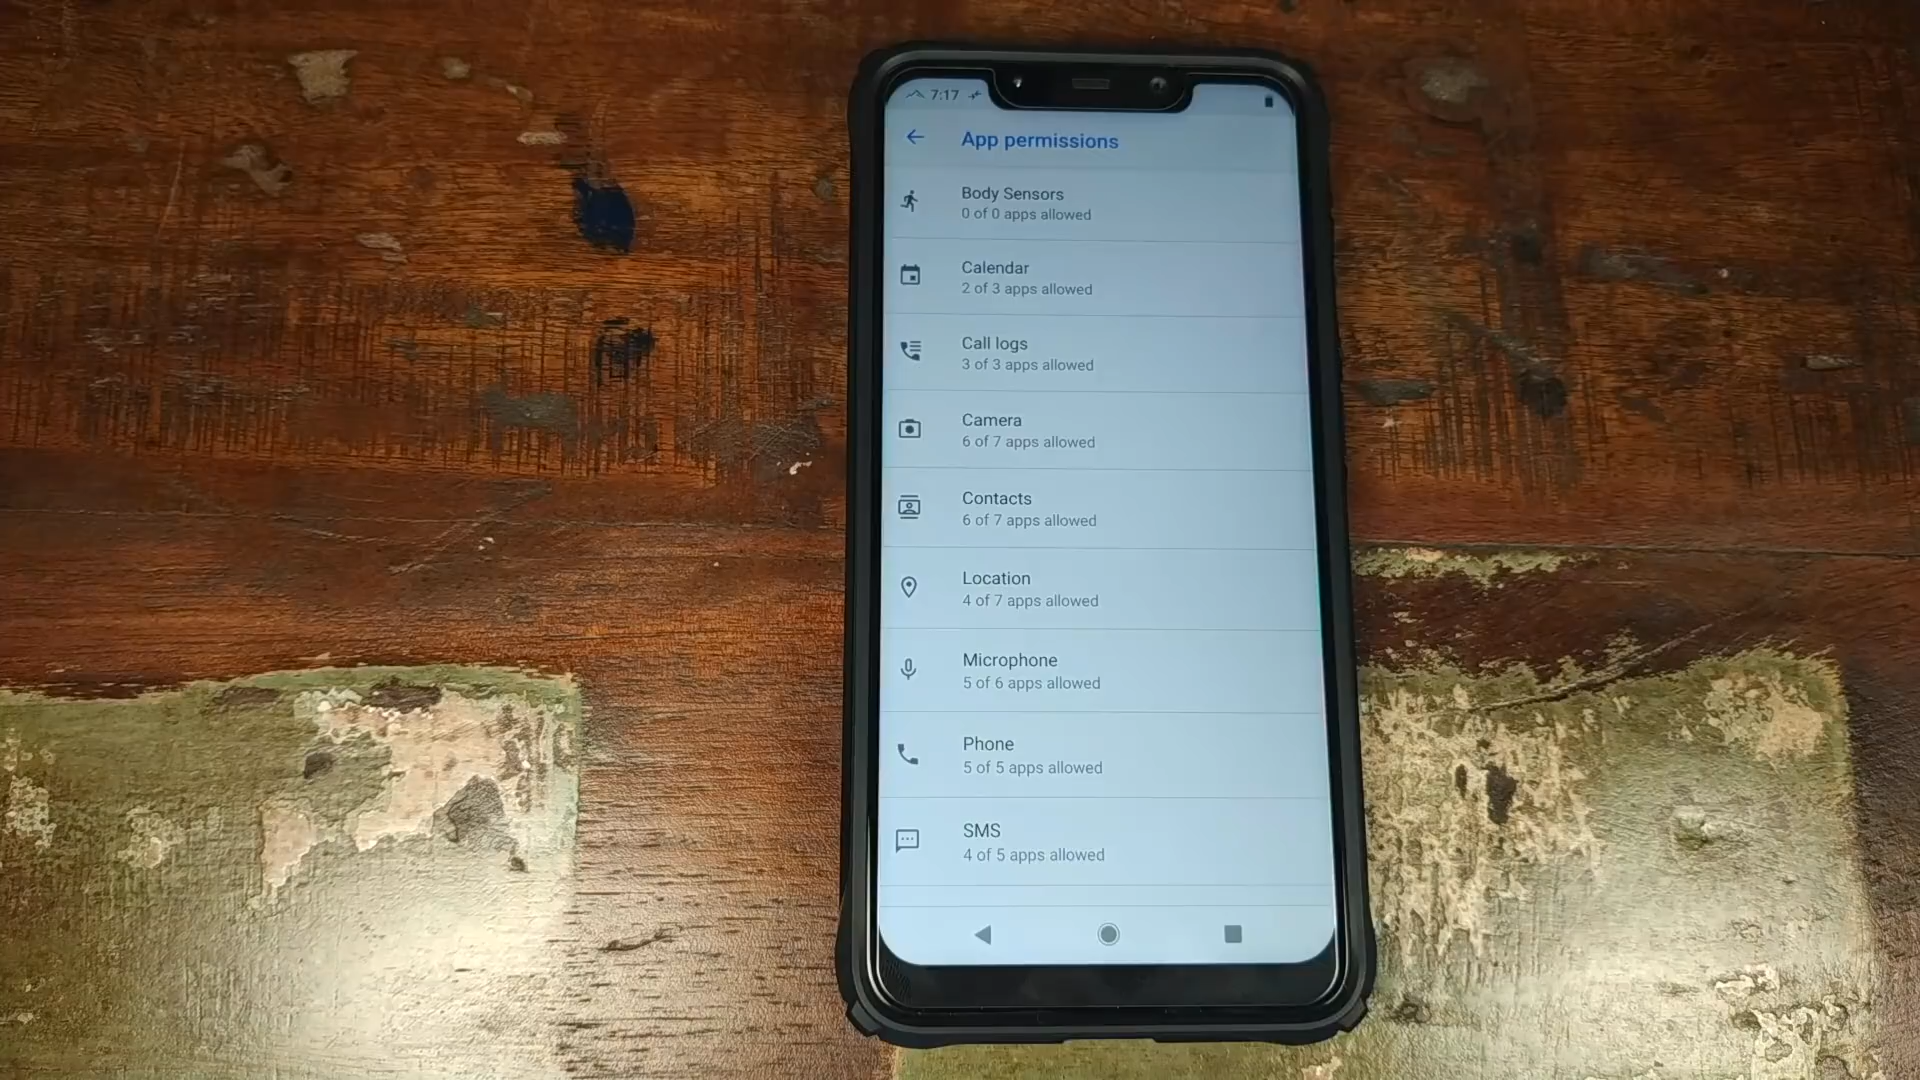 7:17
App permissions
Body Sensors
0 of 0 apps allowed
Calendar
2 of 3 apps allowed
Call logs
3 of 3 apps allowed
Camera
6 of 7 apps allowed
Contacts
6 of 7 apps allowed
Location
4 of 7 apps allowed
Microphone
5 of 6 apps allowed
Phone
5 of 5 apps allowed
SMS
4 of 5 apps allowed